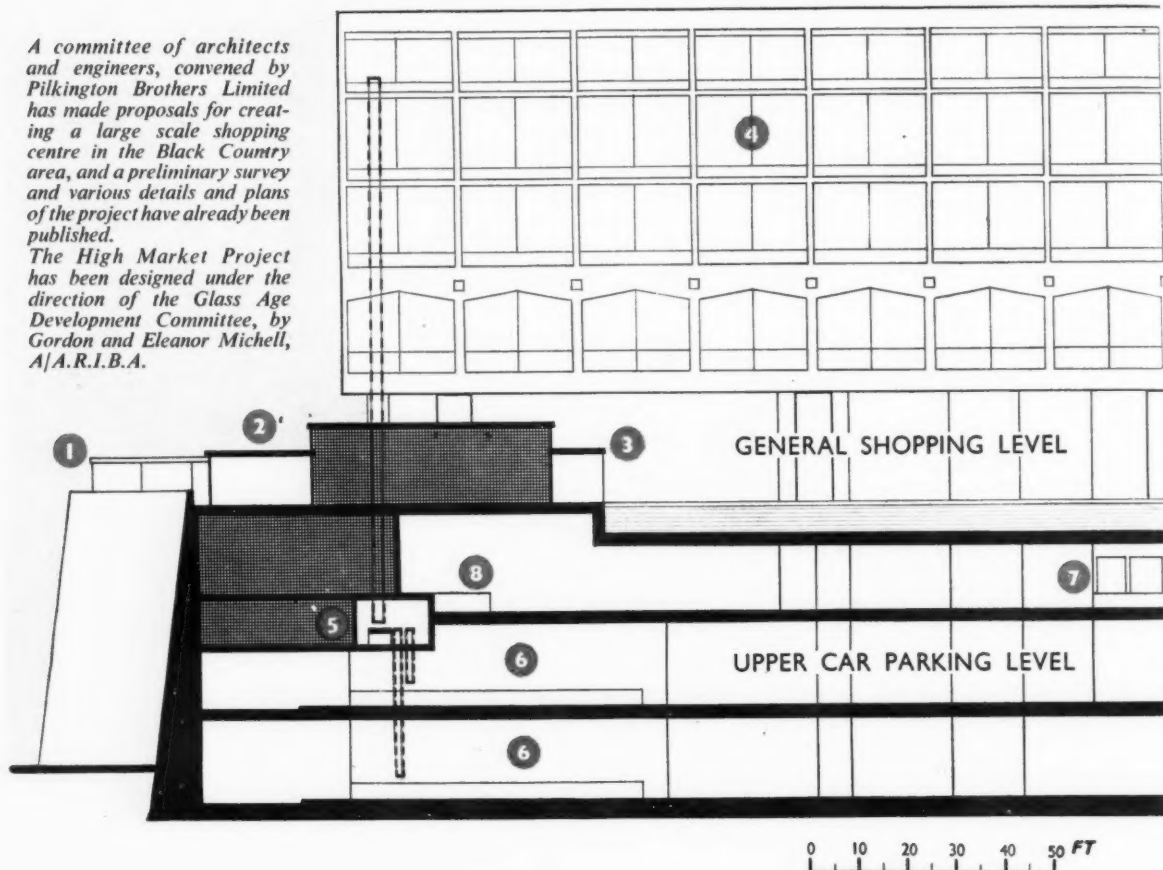 A committee of architects
and engineers, convened by
Pilkington Brothers Limited
has made proposals for creat-
ing a large scale shopping
centre in the Black Country
area, and a preliminary survey
and various details and plans
of the project have already been
published.
The High Market Project
has been designed under the
direction of the Glass Age
Development Committee, by
Gordon and Eleanor Michell,
A/A.R.I.B.A.
4
1
2
3
GENERAL SHOPPING LEVEL
8
7
5
6
UPPER CAR PARKING LEVEL
6
0 10 20 30 40 50 FT